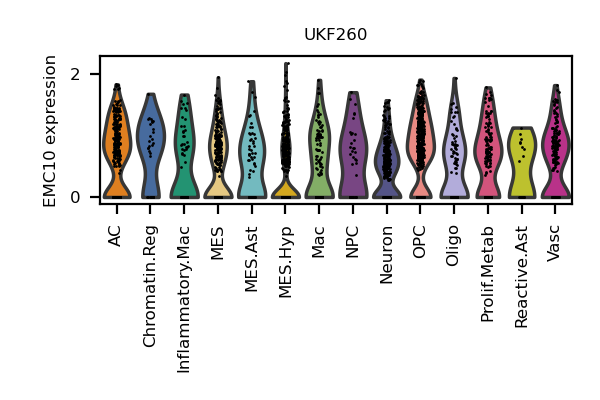 UKF260
EMC10 expression
2
0
AC
Chromatin.Reg
Inflammatory.Mac
MES
MES.Ast
MES.Hyp
Mac
NPC
Neuron
OPC
Oligo
Prolif.Metab
Reactive.Ast
Vasc